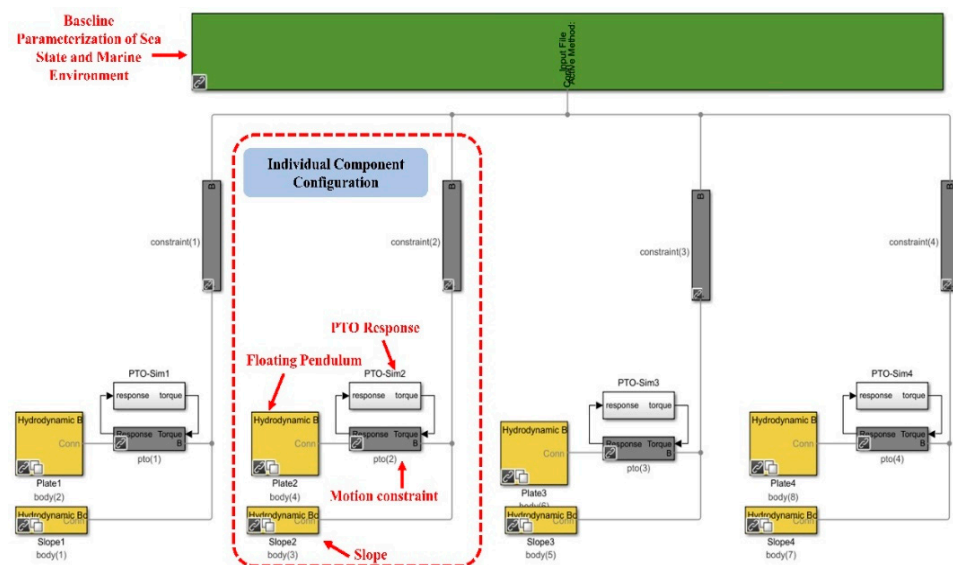 Baseline
Parameterization of Sea
State and Marine
Environment
Input File
Active Method:
Individual Component
Configuration
B
B
B
B
constraint(1)
constraint(2)
constraint(3)
constraint(4)
PTO Response
Floating Pendulum
PTO-Sim1
response torque
Hydrodynamic B
Conn
Response Torque
B
pto(1)
Plate1
body(2)
Hydrodynamic Bo
Conn
Slope1
body(1)
PTO-Sim2
response torque
Hydrodynamic B
Conn
Response Torque
B
pto(2)
Plate2
body(4)
Motion constraint
Hydrodynamic Bo
Conn
Slope2
body(3)
Slope
PTO-Sim3
response torque
Hydrodynamic B
Conn
Response Torque
B
pto(3)
Plate3
Hydrodynamic Bo
Conn
Slope3
body(5)
PTO-Sim4
response torque
Hydrodynamic B
Conn
Response Torque
B
pto(4)
Plate4
body(8)
Hydrodynamic Bo
Conn
Slope4
body(7)